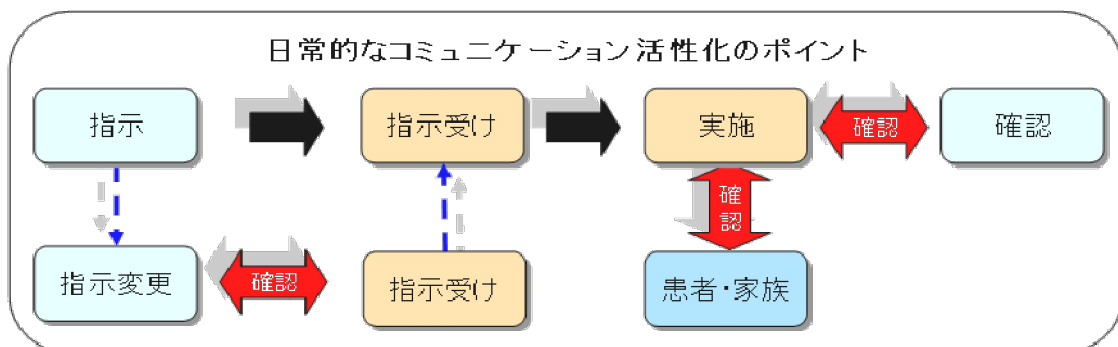 日常的なコミュニケーション活性化のポイント
指示
指示受け
実施
確認
確認
指示変更
確認
指示受け
確認
患者・家族